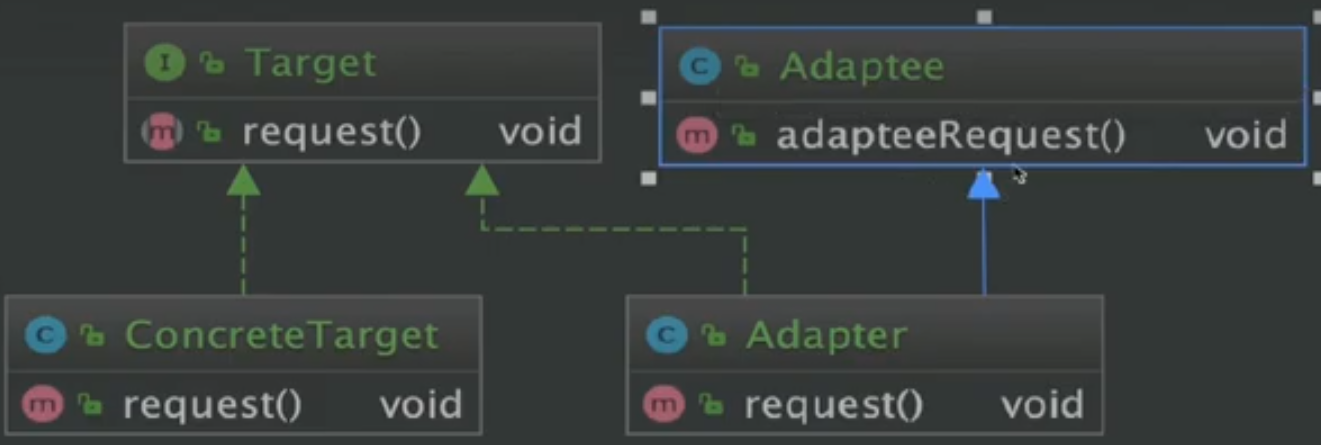 I Target
m request() void
C Adaptee
m adapteeRequest() void
C ConcreteTarget
m request() void
C Adapter
m request() void